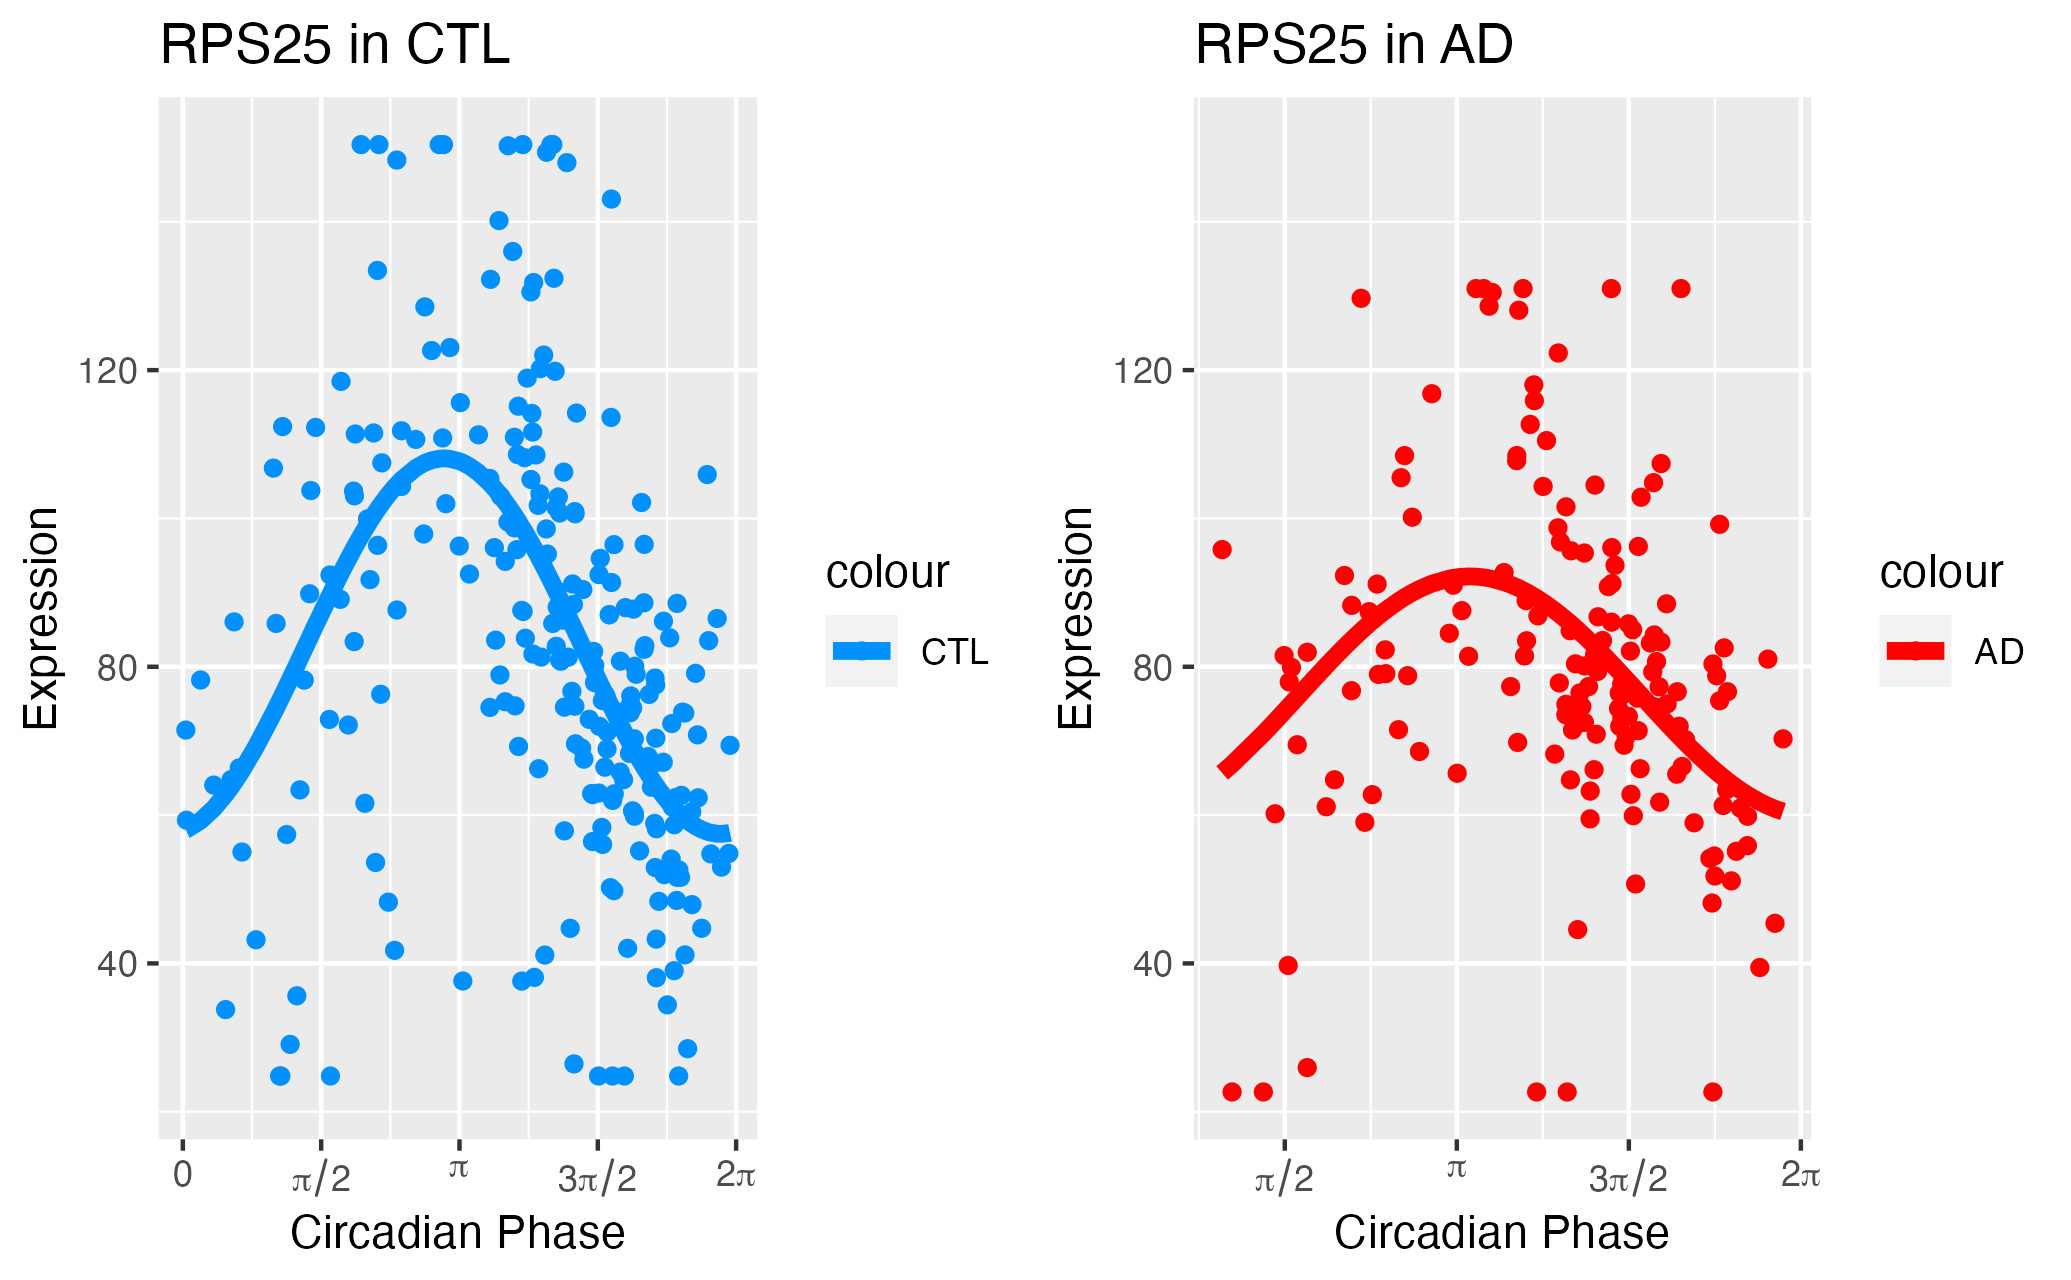 RPS25 in CTL
Expression
120
80
40
0
π/2
π
3π/2
2π
Circadian Phase
colour
CTL
RPS25 in AD
Expression
120
80
40
π/2
π
3π/2
2π
Circadian Phase
colour
AD